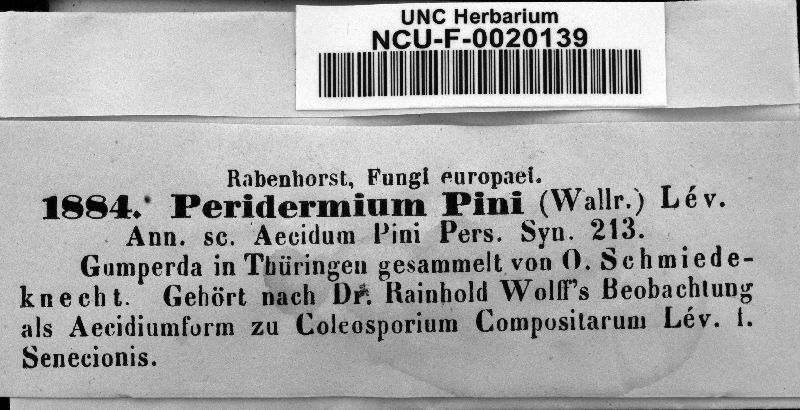 UNC Herbarium
NCU-F-0020139
Rabenhorst, Fungi europaei.
1884. Peridermium Pini (Wallr.) Lév.
Ann. sc. Aecidum Pini Pers. Syn. 213.
Gumperda in Thüringen gesammelt von O. Schmiede-
knecht. Gehört nach Dr. Rainhold Wolff's Beobachtung
als Aecidiumform zu Coleosporium Compositarum Lév. f.
Senecionis.